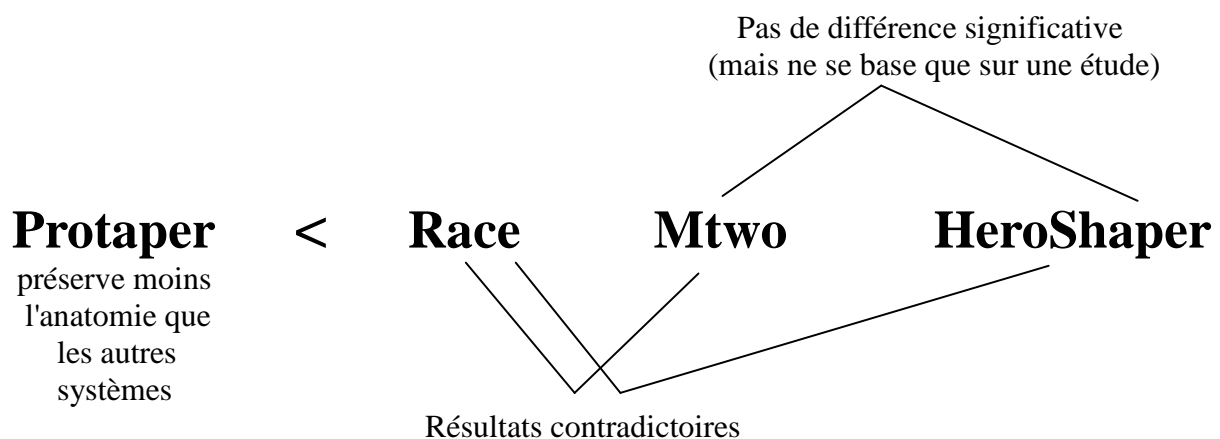 Pas de différence significative
(mais ne se base que sur une étude)
Protaper < Race Mtwo HeroShaper
préserve moins
l'anatomie que
les autres
systèmes
Résultats contradictoires